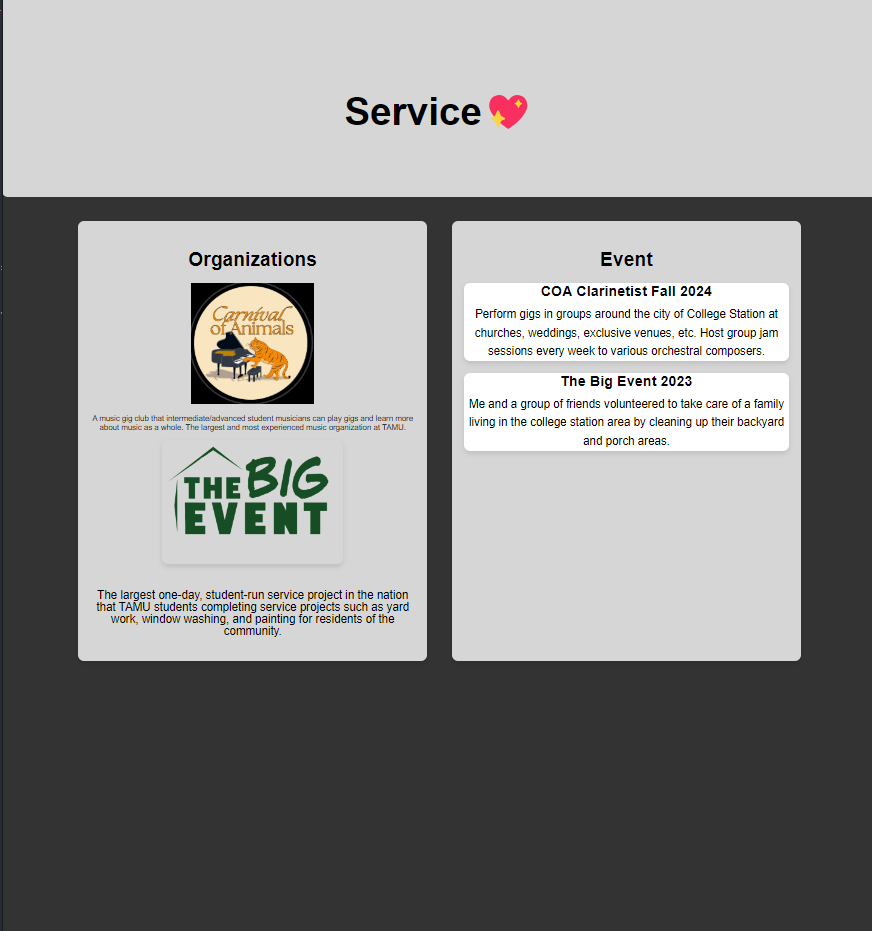 Service 💖
Organizations
Carnival
of Animals
A music gig club that intermediate/advanced student musicians can play gigs and learn more
about music as a whole. The largest and most experienced music organization at TAMU.
THE BIG
EVENT
The largest one-day, student-run service project in the nation
that TAMU students completing service projects such as yard
work, window washing, and painting for residents of the
community.
Event
COA Clarinetist Fall 2024
Perform gigs in groups around the city of College Station at
churches, weddings, exclusive venues, etc. Host group jam
sessions every week to various orchestral composers.
The Big Event 2023
Me and a group of friends volunteered to take care of a family
living in the college station area by cleaning up their backyard
and porch areas.